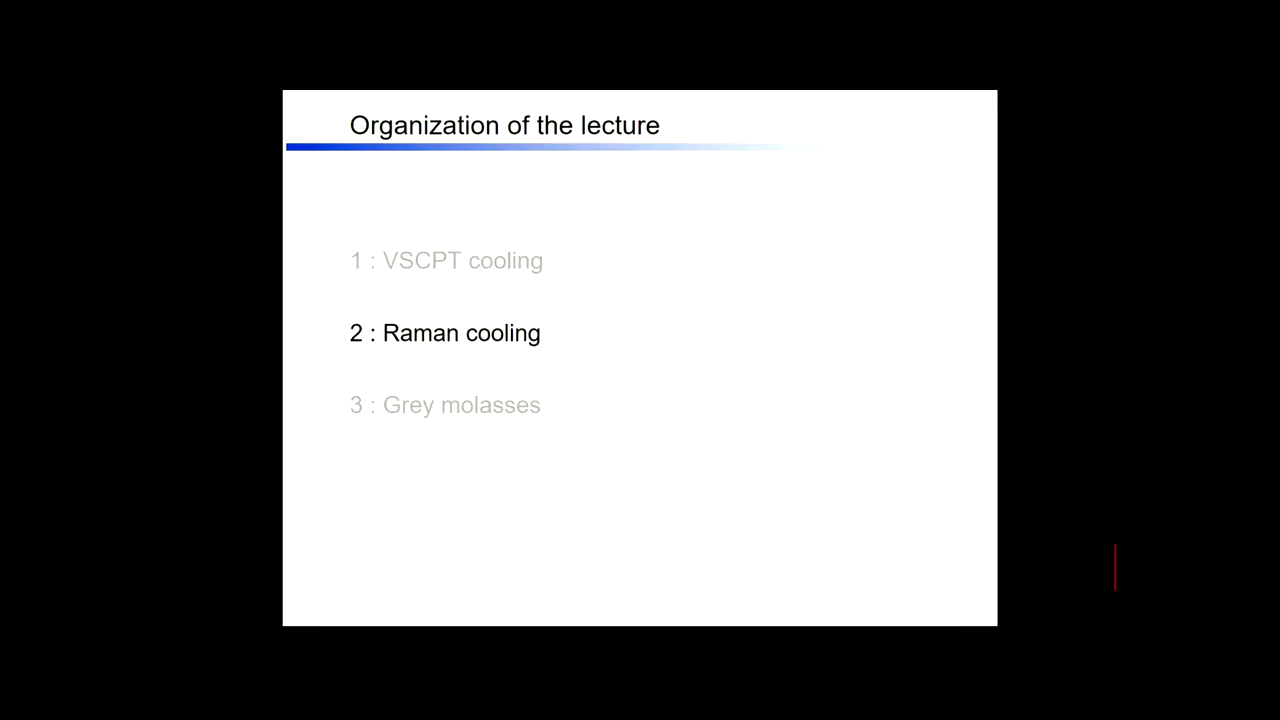 Organization of the lecture
1 : VSCPT cooling
2 : Raman cooling
3 : Grey molasses